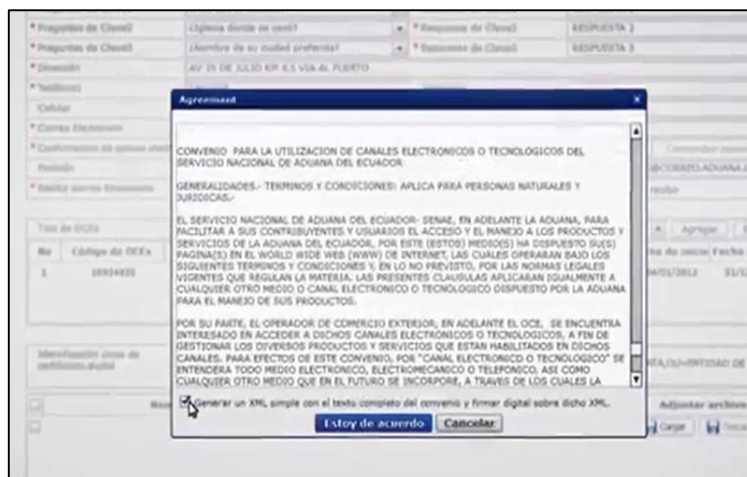 * Preguntas de Clave2 ¿Iglesia donde se casó? * Respuesta de Clave2 RESPUESTA 2
* Preguntas de Clave3 ¿Nombre de su ciudad preferida? * Respuesta de Clave3 RESPUESTA 3
* Dirección AV 25 DE JULIO KM 4.5 VIA AL PUERTO
* Teléfono1
Celular
* Correo Electrónico
Agreement
CONVENIO PARA LA UTILIZACION DE CANALES ELECTRONICOS O TECNOLOGICOS DEL
SERVICIO NACIONAL DE ADUANA DEL ECUADOR
GENERALIDADES.- TERMINOS Y CONDICIONES: APLICA PARA PERSONAS NATURALES Y
JURIDICAS.-
EL SERVICIO NACIONAL DE ADUANA DEL ECUADOR- SENAE, EN ADELANTE LA ADUANA, PARA
FACILITAR A SUS CONTRIBUYENTES Y USUARIOS EL ACCESO Y EL MANEJO A LOS PRODUCTOS Y
SERVICIOS DE LA ADUANA DEL ECUADOR, POR ESTE (ESTOS) MEDIO(S) HA DISPUESTO SU(S)
PAGINA(S) EN EL WORLD WIDE WEB (WWW) DE INTERNET, LAS CUALES OPERARAN BAJO LOS
SIGUIENTES TERMINOS Y CONDICIONES Y, EN LO NO PREVISTO, POR LAS NORMAS LEGALES
VIGENTES QUE REGULAN LA MATERIA. LAS PRESENTES CLAUSULAS APLICARAN IGUALMENTE A
CUALQUIER OTRO MEDIO O CANAL ELECTRONICO O TECNOLOGICO DISPUESTO POR LA ADUANA
PARA EL MANEJO DE SUS PRODUCTOS.
POR SU PARTE, EL OPERADOR DE COMERCIO EXTERIOR, EN ADELANTE EL OCE, SE ENCUENTRA
INTERESADO EN ACCEDER A DICHOS CANALES ELECTRONICOS O TECNOLOGICOS, A FIN DE
GESTIONAR LOS DIVERSOS PRODUCTOS Y SERVICIOS QUE ESTAN HABILITADOS EN DICHOS
CANALES. PARA EFECTOS DE ESTE CONVENIO, POR "CANAL ELECTRONICO O TECNOLOGICO" SE
ENTENDERA TODO MEDIO ELECTRONICO, ELECTROMECANICO O TELEFONICO, ASI COMO
CUALQUIER OTRO MEDIO QUE EN EL FUTURO SE INCORPORE, A TRAVES DE LOS CUALES LA
Generar un XML simple con el texto completo del convenio y firmar digital sobre dicho XML.
Estoy de acuerdo Cancelar
Tipo de OCEs Agregar
No Código de OCEs Fecha
1
Identificación única de
certificado digital
Adjuntar archivo
Cargar